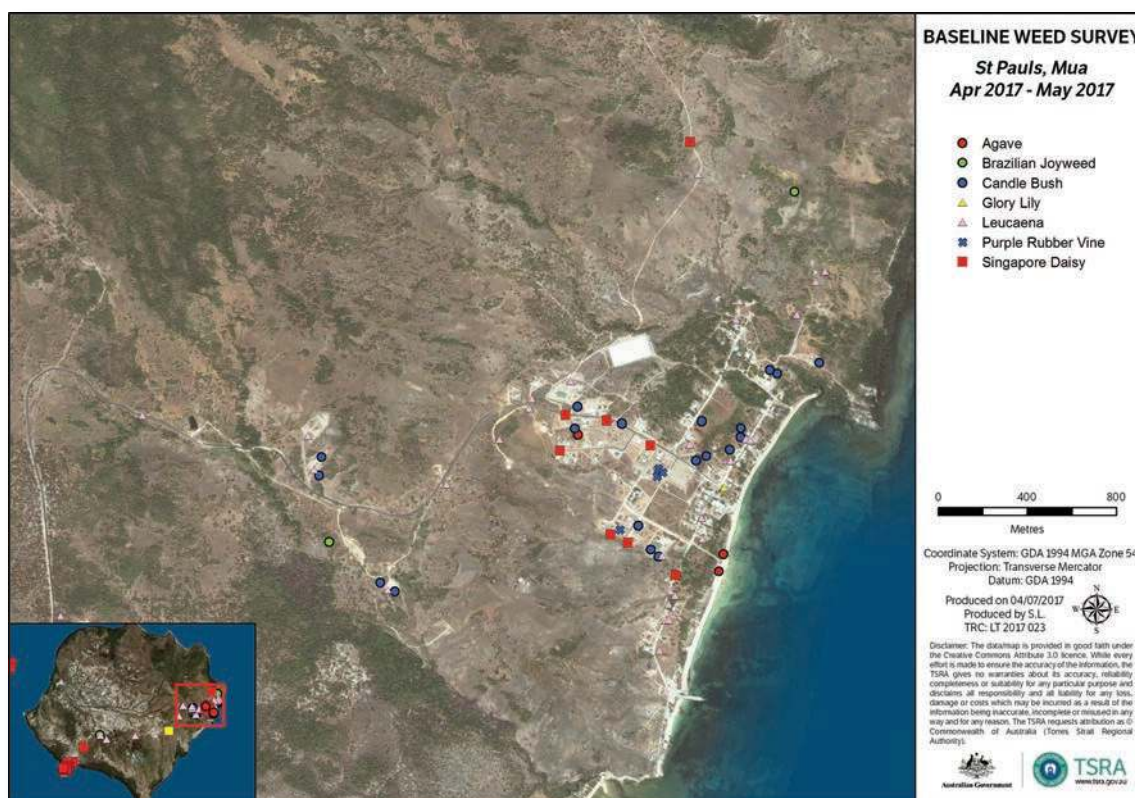 BASELINE WEED SURVEY
St Pauls, Mua
Apr 2017 - May 2017
Agave
Brazilian Joyweed
Candle Bush
Glory Lily
Leucaena
Purple Rubber Vine
Singapore Daisy
0 400 800
Metres
Coordinate System: GDA 1994 MGA Zone 54
Projection: Transverse Mercator
Datum: GDA 1994
Produced on 04/07/2017
Produced by S.L.
TRC: LT 2017 023
N
W E
S
Disclaimer: The data/map is provided in good faith under
the Creative Commons Attribute 3.0 licence. While every
effort is made to ensure the accuracy of the information, the
TSRA gives no warranties about its accuracy, reliability
completeness or suitability for any particular purpose and
disclaims all responsibility and all liability for any loss,
damage or costs which may be incurred as a result of the
information being inaccurate, incomplete or misused in any
way and for any reason. The TSRA requests attribution as ©
Commonwealth of Australia (Torres Strait Regional
Authority).
Australian Government
TSRA
www.tsra.gov.au